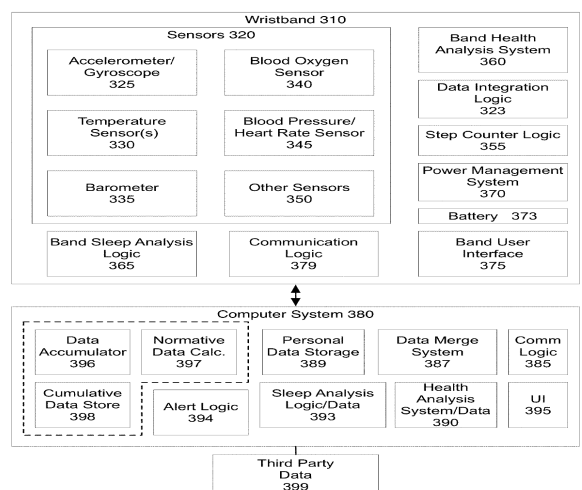 Wristband 310
Sensors 320
Accelerometer/
Gyroscope
325
Blood Oxygen
Sensor
340
Temperature
Sensor(s)
330
Blood Pressure/
Heart Rate Sensor
345
Barometer
335
Other Sensors
350
Band Health
Analysis System
360
Data Integration
Logic
323
Step Counter Logic
355
Power Management
System
370
Battery 373
Band Sleep Analysis
Logic
365
Communication
Logic
379
Band User
Interface
375
Computer System 380
Data
Accumulator
396
Normative
Data Calc.
397
Personal
Data Storage
389
Data Merge
System
387
Comm
Logic
385
Cumulative
Data Store
398
Alert Logic
394
Sleep Analysis
Logic/Data
393
Health
Analysis
System/Data
390
UI
395
Third Party
Data
399